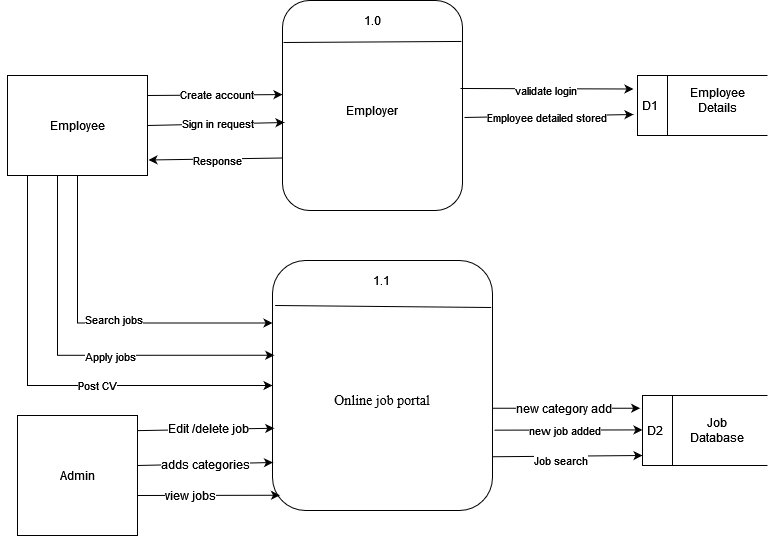 1.0
Employee
Create account
Sign in request
Response
Employer
validate login
Employee detailed stored
D1
Employee
Details
1.1
Search jobs
Apply jobs
Post CV
Online job portal
Admin
Edit /delete job
adds categories
view jobs
new category add
new job added
Job search
D2
Job
Database